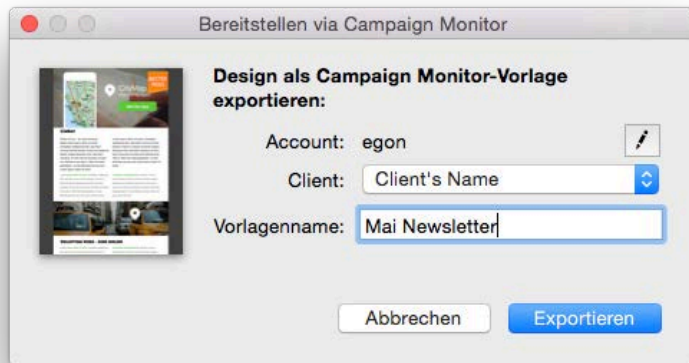 Bereitstellen via Campaign Monitor
Design als Campaign Monitor-Vorlage
exportieren:
Account: egon
Client: Client's Name
Vorlagenname: Mai Newsletter
Abbrechen Exportieren
CityMap